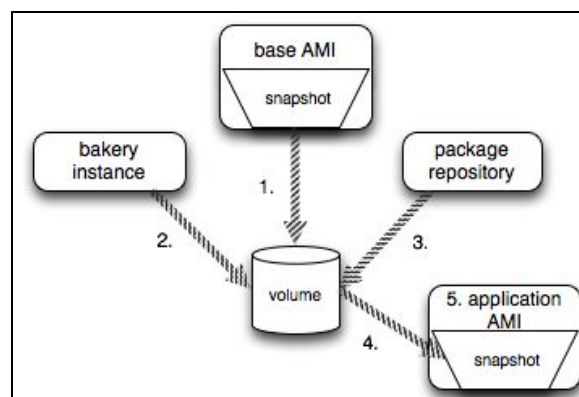 base AMI
snapshot
bakery
instance
package
repository
1.
2.
3.
volume
4.
5. application
AMI
snapshot